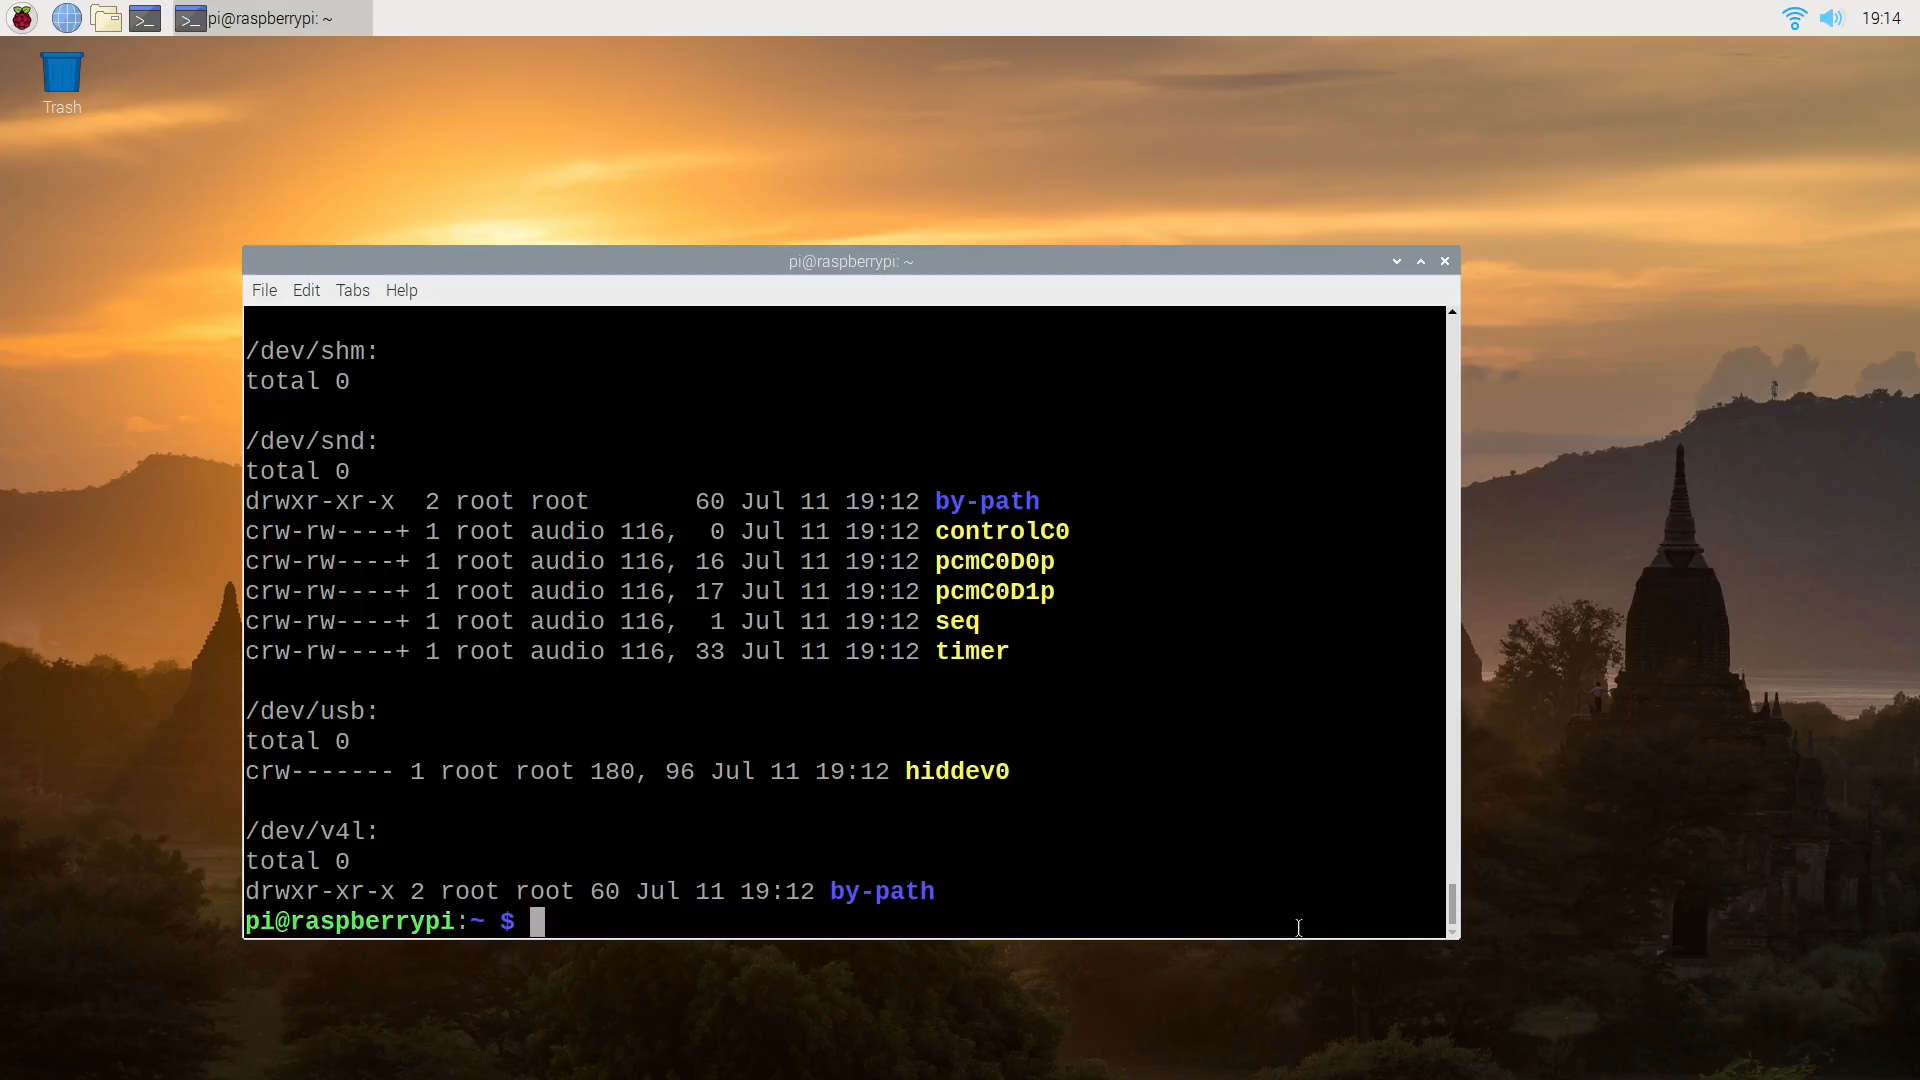 pi@raspberrypi: ~
19:14
Trash
pi@raspberrypi: ~
File Edit Tabs Help
/dev/shm:
total 0
/dev/snd:
total 0
drwxr-xr-x  2 root root       60 Jul 11 19:12 by-path
crw-rw----+ 1 root audio 116,  0 Jul 11 19:12 controlC0
crw-rw----+ 1 root audio 116, 16 Jul 11 19:12 pcmC0D0p
crw-rw----+ 1 root audio 116, 17 Jul 11 19:12 pcmC0D1p
crw-rw----+ 1 root audio 116,  1 Jul 11 19:12 seq
crw-rw----+ 1 root audio 116, 33 Jul 11 19:12 timer
/dev/usb:
total 0
crw------- 1 root root 180, 96 Jul 11 19:12 hiddev0
/dev/v4l:
total 0
drwxr-xr-x 2 root root 60 Jul 11 19:12 by-path
pi@raspberrypi:~ $